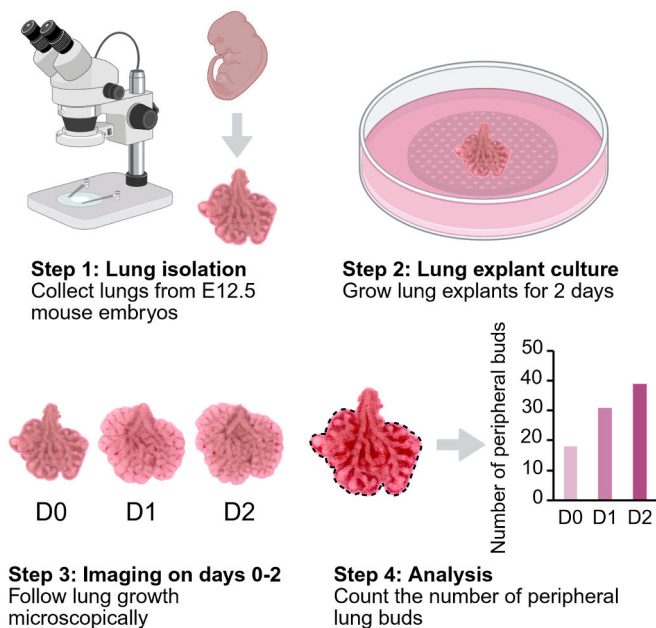 Step 1: Lung isolation
Collect lungs from E12.5
mouse embryos
Step 2: Lung explant culture
Grow lung explants for 2 days
D0
D1
D2
Step 3: Imaging on days 0-2
Follow lung growth
microscopically
Number of peripheral buds
50
40
30
20
10
0
D0 D1 D2
Step 4: Analysis
Count the number of peripheral
lung buds